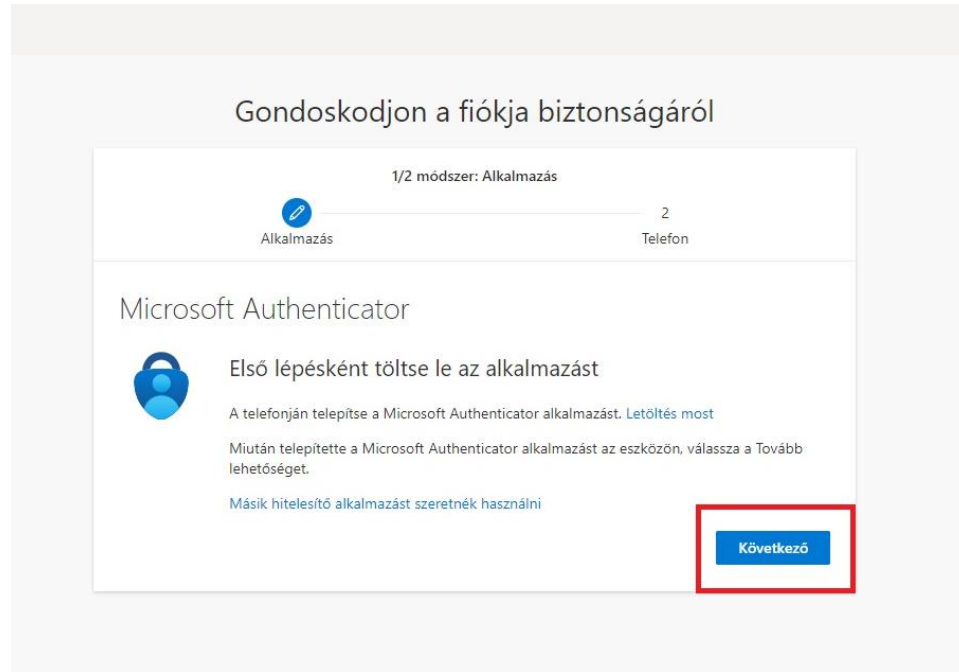 Gondoskodjon a fiókja biztonságáról
1/2 módszer: Alkalmazás
2
Alkalmazás
Telefon
Microsoft Authenticator
Első lépésként töltse le az alkalmazást
A telefonján telepítse a Microsoft Authenticator alkalmazást. Letöltés most
Miután telepítette a Microsoft Authenticator alkalmazást az eszközön, válassza a Tovább
lehetőséget.
Másik hitelesítő alkalmazást szeretnék használni
Következő